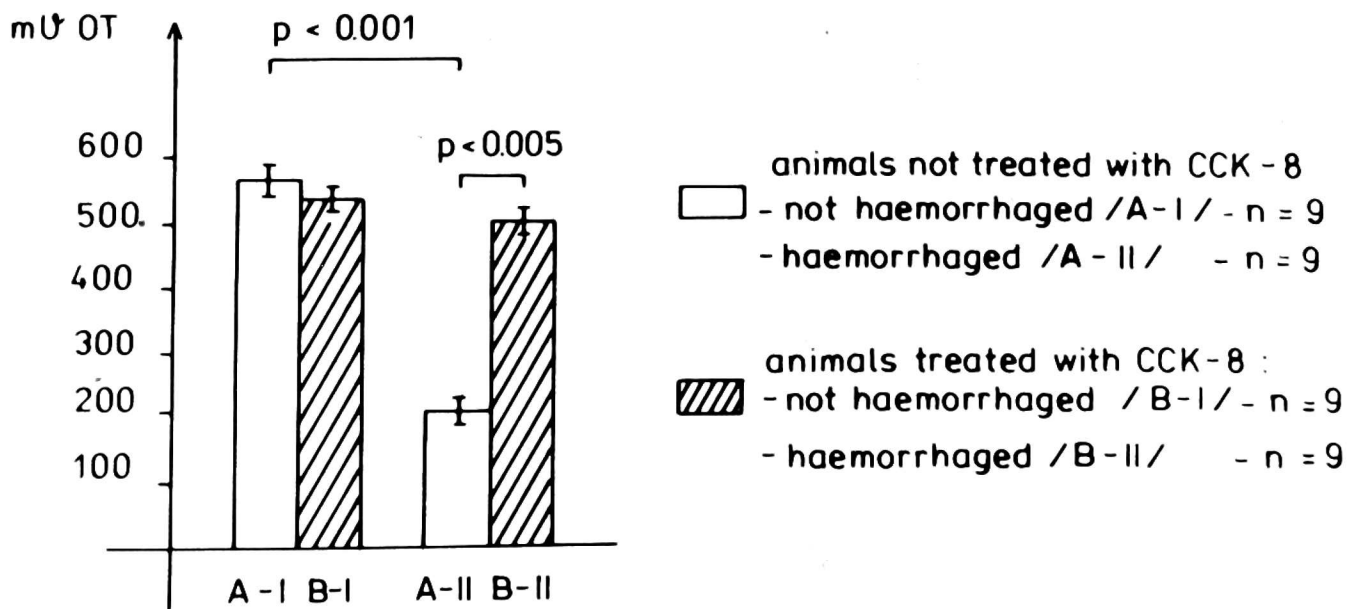 mU OT
p < 0.001
600
p < 0.005
500
400
300
200
100
A - I B-I A-II B-II
animals not treated with CCK - 8
- not haemorrhaged /A-I/ - n = 9
- haemorrhaged /A - II/ - n = 9
animals treated with CCK-8 :
- not haemorrhaged /B-I/ - n = 9
- haemorrhaged /B-II/ - n = 9